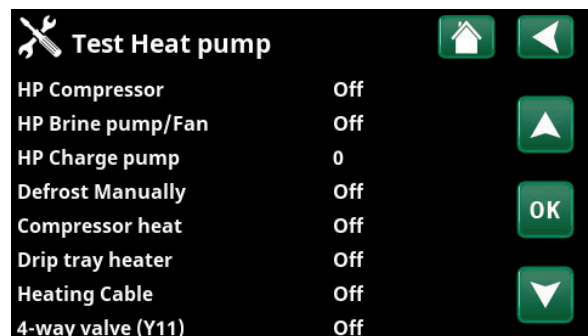 Test Heat pump
HP Compressor Off
HP Brine pump/Fan Off
HP Charge pump 0
Defrost Manually Off
OK
Compressor heat Off
Drip tray heater Off
Heating Cable Off
4-way valve (Y11) Off